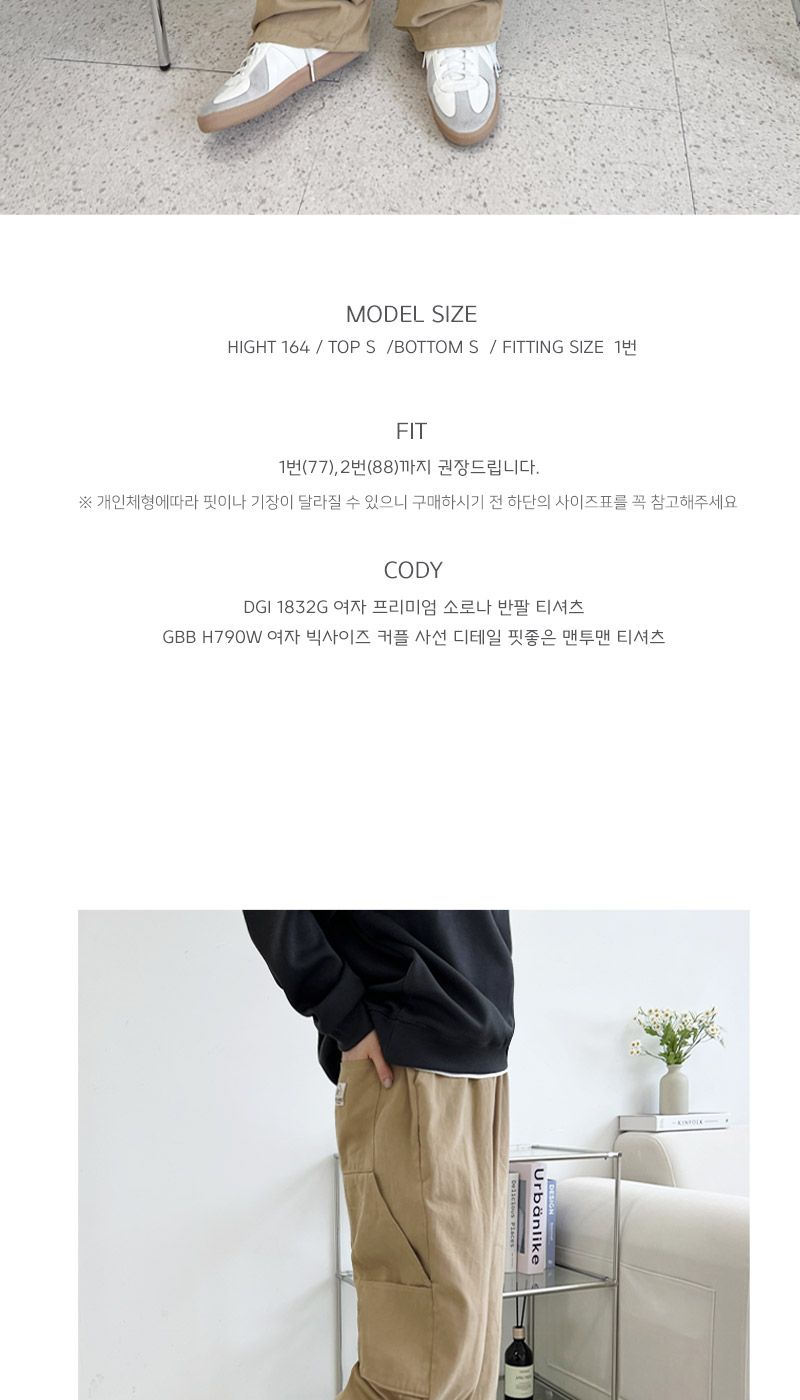 MODEL SIZE
HIGHT 164 / TOP S /BOTTOM S / FITTING SIZE 1번
FIT
1번(77),2번(88)까지 권장드립니다.
※ 개인체형에따라 핏이나 기장이 달라질 수 있으니 구매하시기 전 하단의 사이즈표를 꼭 참고해주세요
CODY
DGI 1832G 여자 프리미엄 소로나 반팔 티셔츠
GBB H790W 여자 빅사이즈 커플 사선 디테일 핏좋은 맨투맨 티셔츠
KINFOLK
Delicious Places
Urbänlike
DESIGN